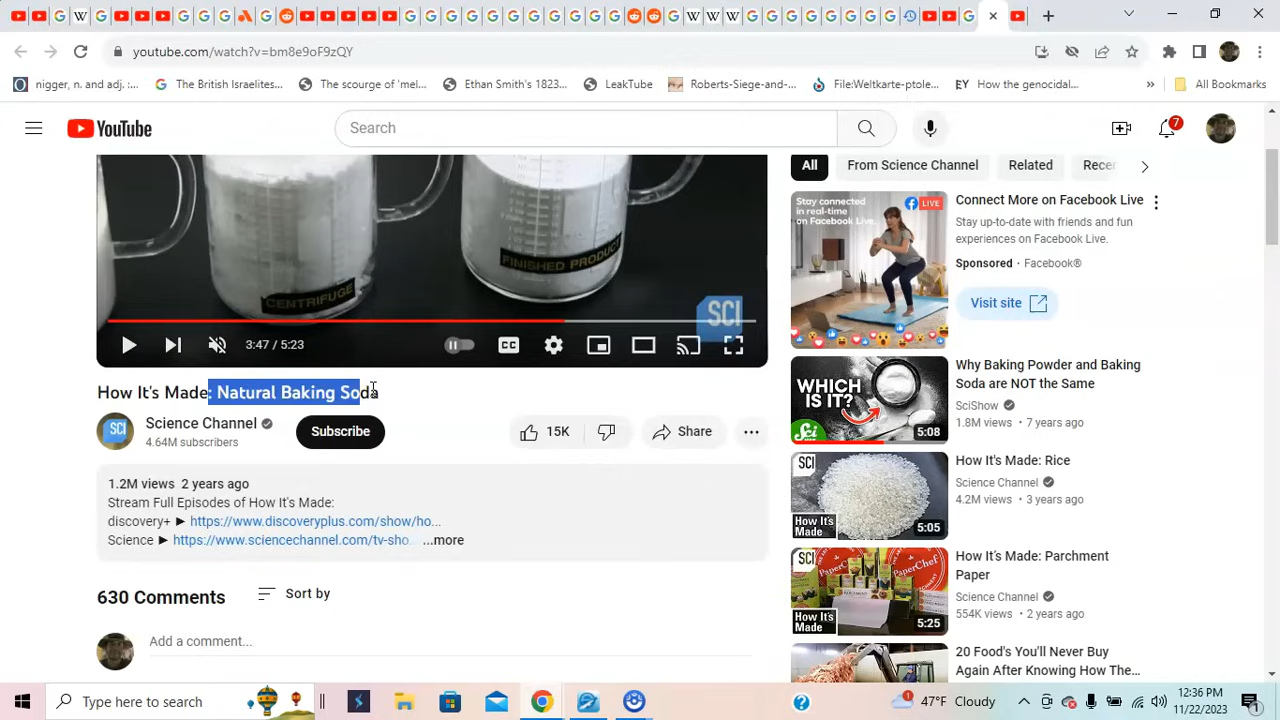 youtube.com/watch?v=bm8e9oF9zQY
nigger, n. and adj. :...
The British Israelites...
The scourge of 'mel...
Ethan Smith's 1823...
LeakTube
Roberts-Siege-and-...
File:Weltkarte-ptole...
EY How the genocidal...
»
All Bookmarks
YouTube
Search
7
CENTRIFUGE
FINISHED PRODUCT
SCI
3:47 / 5:23
CC
How It's Made: Natural Baking Soda
SCI
Science Channel
4.64M subscribers
Subscribe
15K
Share
1.2M views 2 years ago
Stream Full Episodes of How It's Made:
discovery+ ► https://www.discoveryplus.com/show/ho...
Science ► https://www.sciencechannel.com/tv-sho... ...more
630 Comments
Sort by
Add a comment...
All
From Science Channel
Related
Recen
Stay connected
in real-time
on Facebook Live.
LIVE
Connect More on Facebook Live
Stay up-to-date with friends and fun
experiences on Facebook Live.
Sponsored • Facebook®
Visit site
WHICH
IS IT?
5:08
Why Baking Powder and Baking
Soda are NOT the Same
SciShow
1.8M views • 7 years ago
SCI
How It's
Made
5:05
How It's Made: Rice
Science Channel
4.2M views • 3 years ago
SCI
PaperChef
How It's
Made
5:25
How It's Made: Parchment
Paper
Science Channel
554K views • 2 years ago
20 Food's You'll Never Buy
Again After Knowing How The...
Type here to search
1
47°F Cloudy
12:36 PM
11/22/2023
1